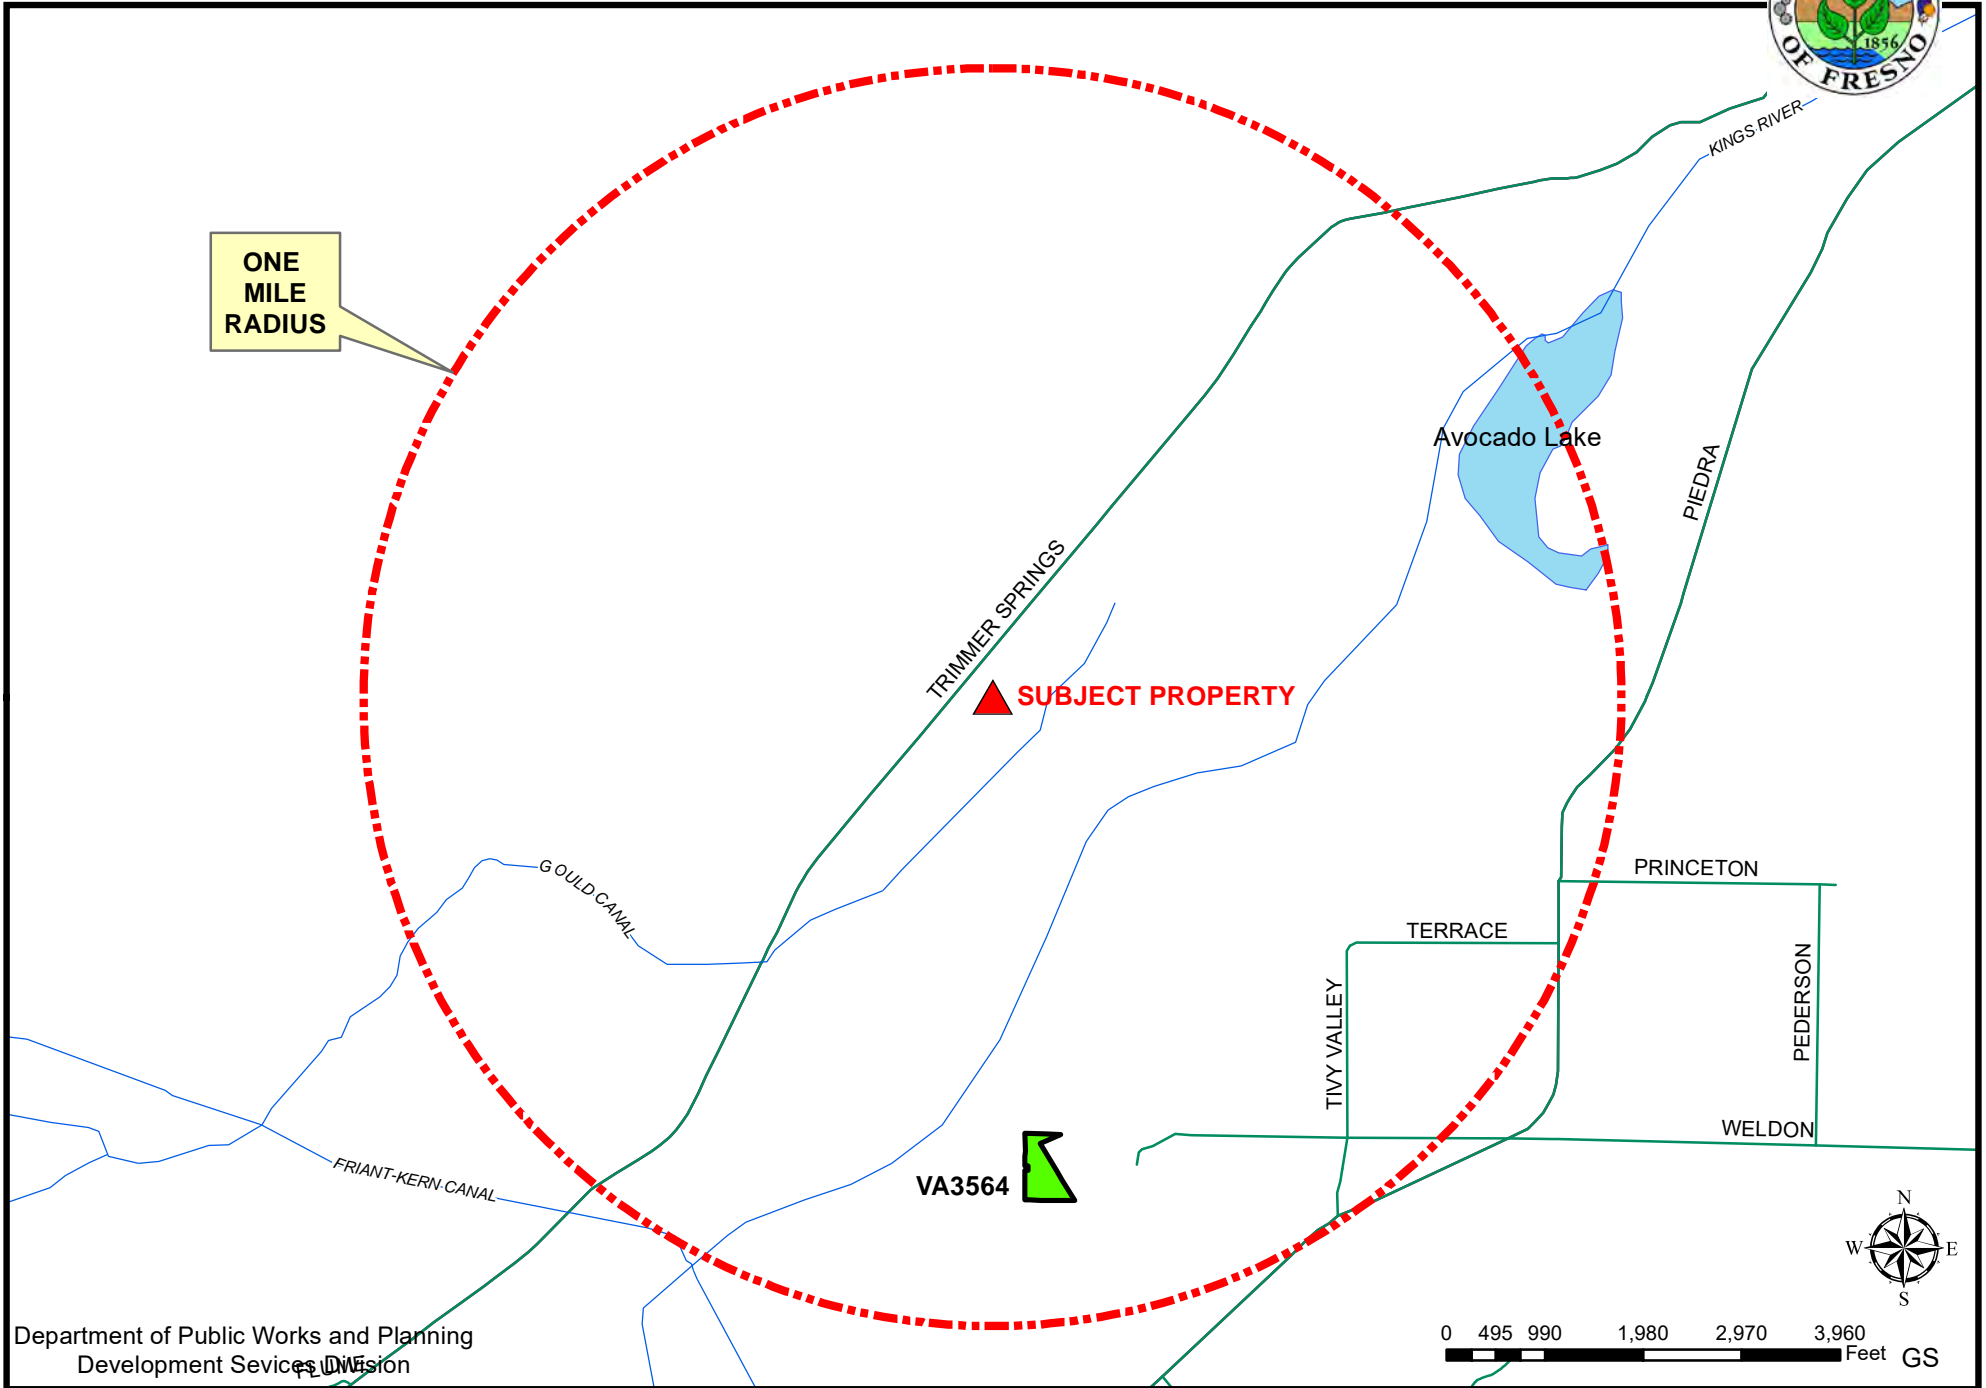 1856
OF FRESNO
KINGS RIVER
ONE
MILE
RADIUS
Avocado Lake
PIEDRA
TRIMMER SPRINGS
SUBJECT PROPERTY
GOULD CANAL
PRINCETON
TERRACE
PEDERSON
TIVY VALLEY
WELDON
FRIANT-KERN CANAL
VA3564
N
W E
S
Department of Public Works and Planning
Development Sevices Division
FLUME
0 495 990 1,980 2,970 3,960
Feet
GS